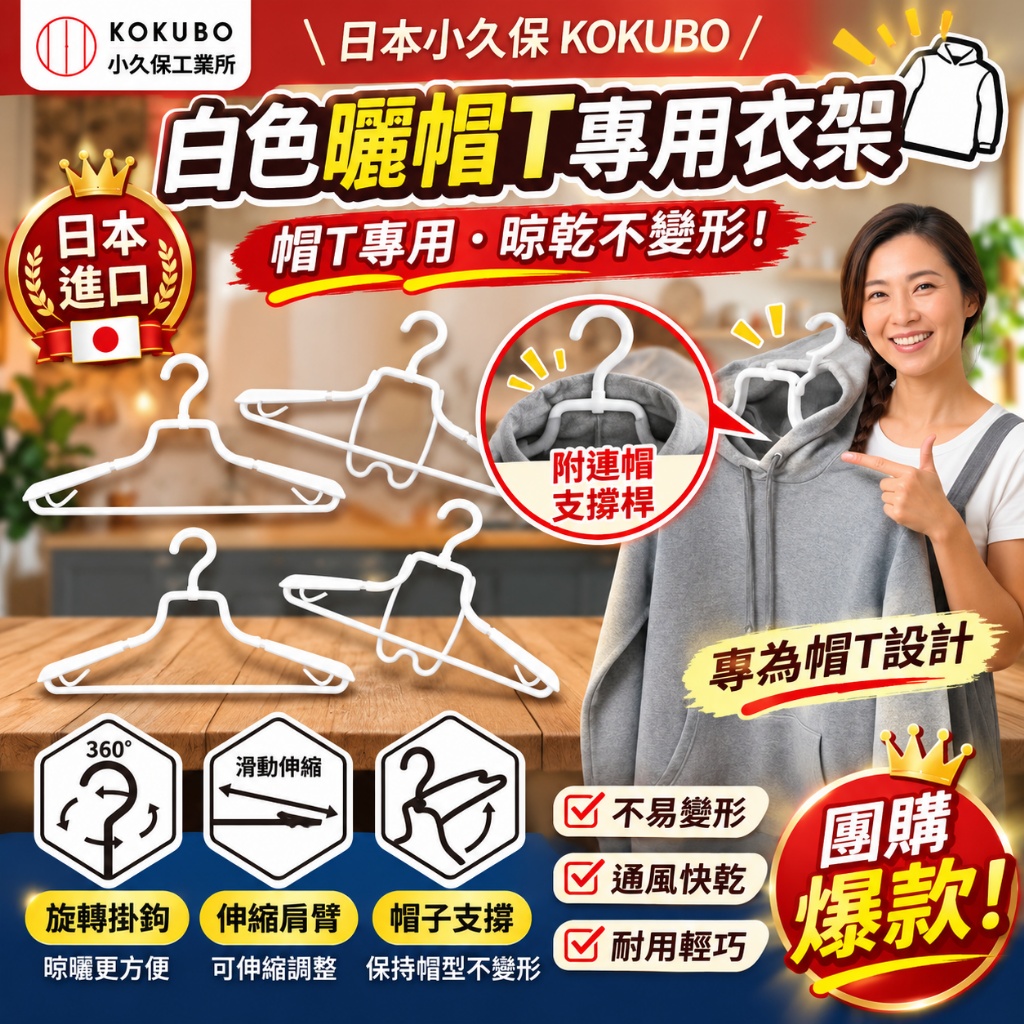 KOKUBO
小久保工業所
日本小久保 KOKUBO
白色曬帽T專用衣架
帽T專用・晾乾不變形!
日本
進口
附連帽
支撐桿
專為帽T設計
360°
滑動伸縮
旋轉掛鉤
晾曬更方便
伸縮肩臂
可伸縮調整
帽子支撐
保持帽型不變形
不易變形
通風快乾
耐用輕巧
團購
爆款!